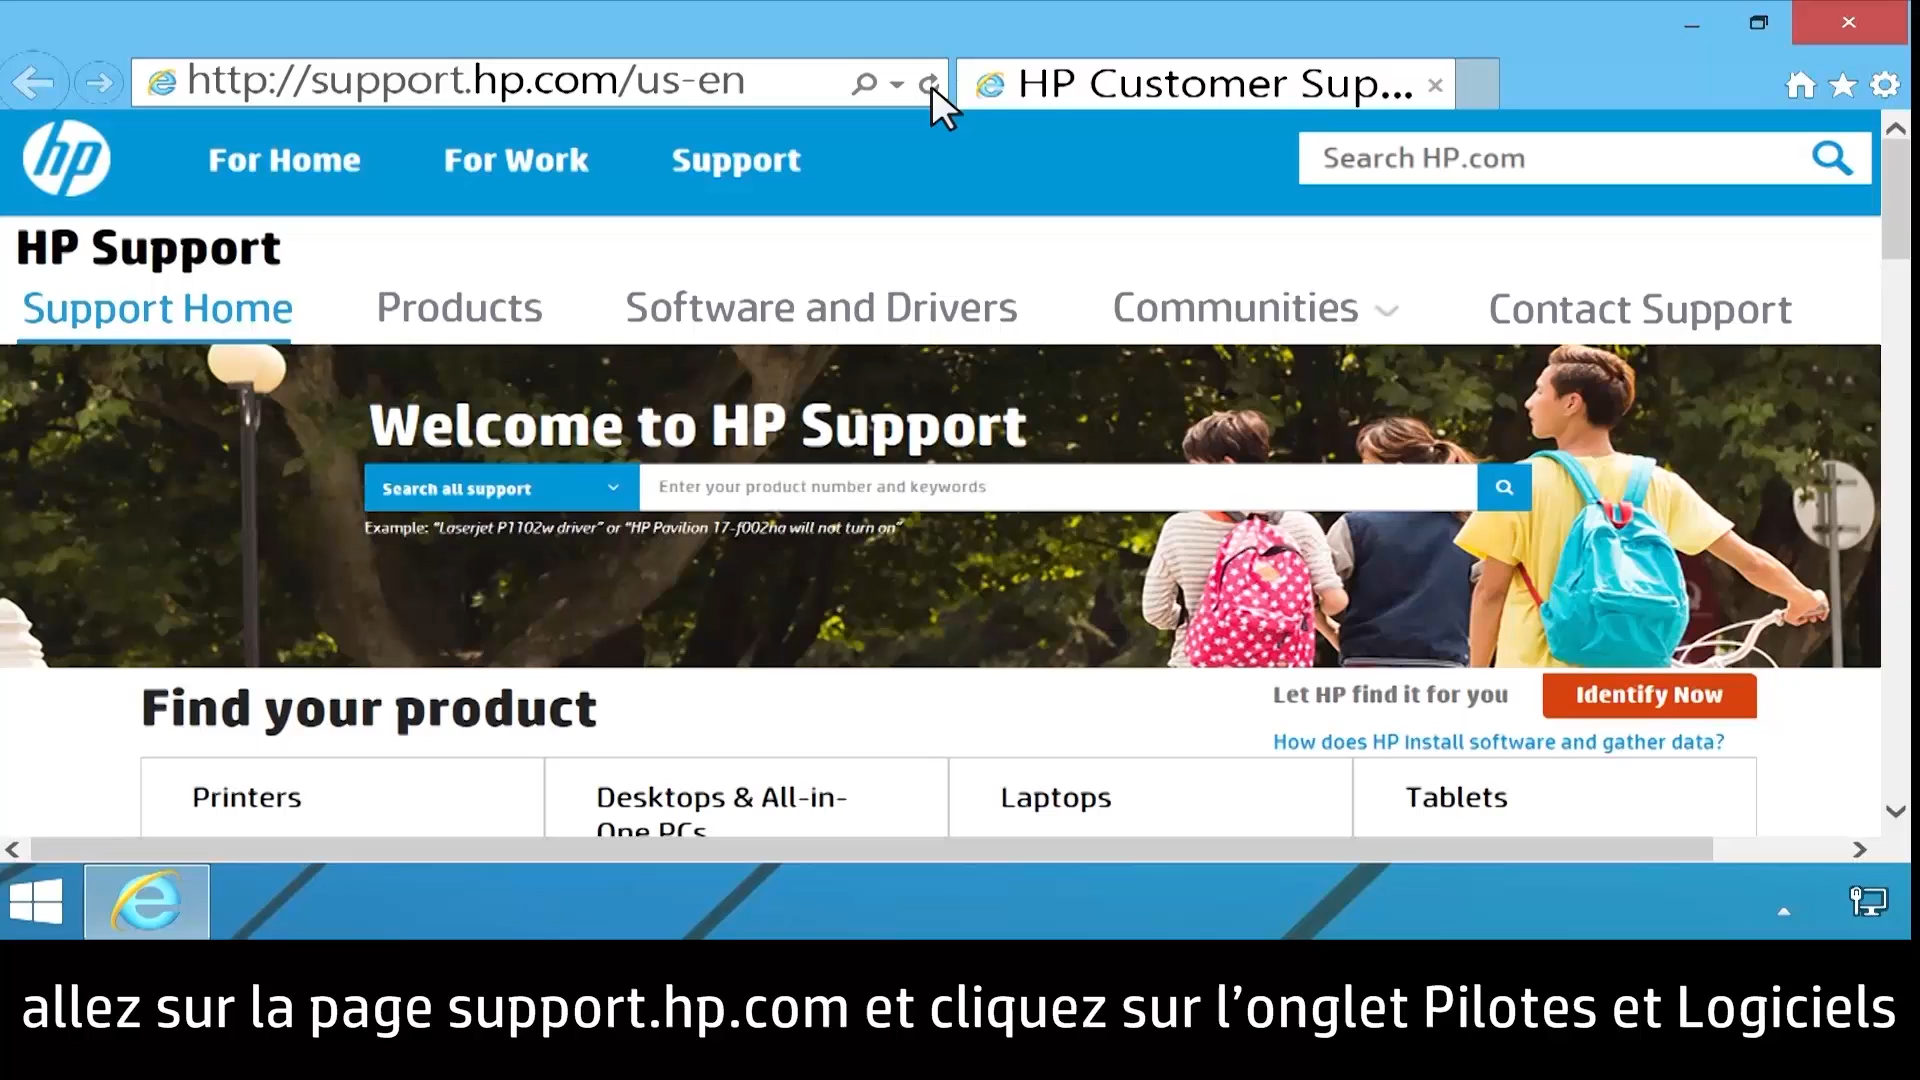 http://support.hp.com/us-en
HP Customer Sup...
hp
For Home
For Work
Support
Search HP.com
HP Support
Support Home
Products
Software and Drivers
Communities
Contact Support
Welcome to HP Support
Search all support
Enter your product number and keywords
Example: "Laserjet P1102w driver" or "HP Pavilion 17-f002na will not turn on"
Find your product
Let HP find it for you
Identify Now
How does HP install software and gather data?
Printers
Desktops & All-in-
One PCs
Laptops
Tablets
allez sur la page support.hp.com et cliquez sur l’onglet Pilotes et Logiciels